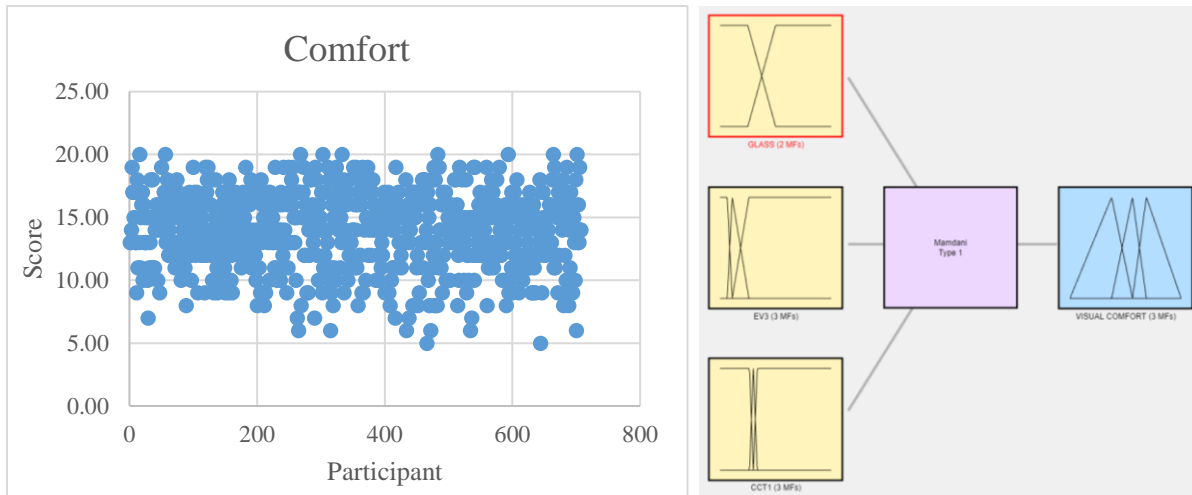 Comfort
25.00
20.00
15.00
10.00
5.00
0.00
Score
0
200
400
600
800
Participant
GLASS (2 MFs)
EV3 (3 MFs)
CCT1 (3 MFs)
Mamdani
Type 1
VISUAL COMFORT (3 MFs)